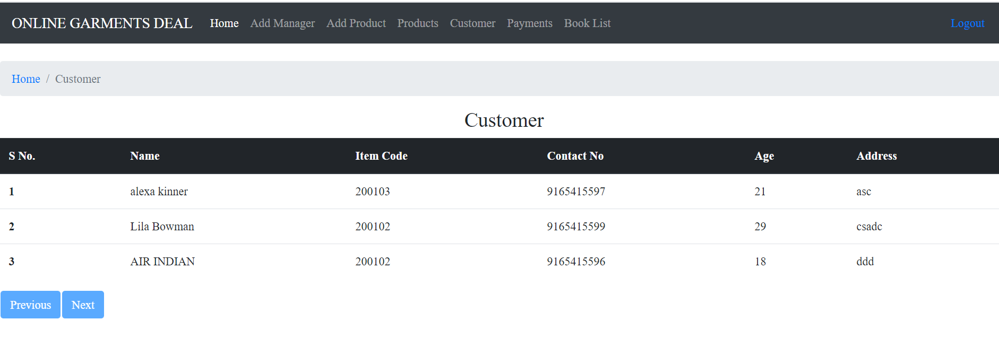 ONLINE GARMENTS DEAL Home Add Manager Add Product Products Customer Payments Book List Logout
Home / Customer
Customer
S No. Name Item Code Contact No Age Address
1 alexa kinner 200103 9165415597 21 asc
2 Lila Bowman 200102 9165415599 29 csadc
3 AIR INDIAN 200102 9165415596 18 ddd
Previous Next